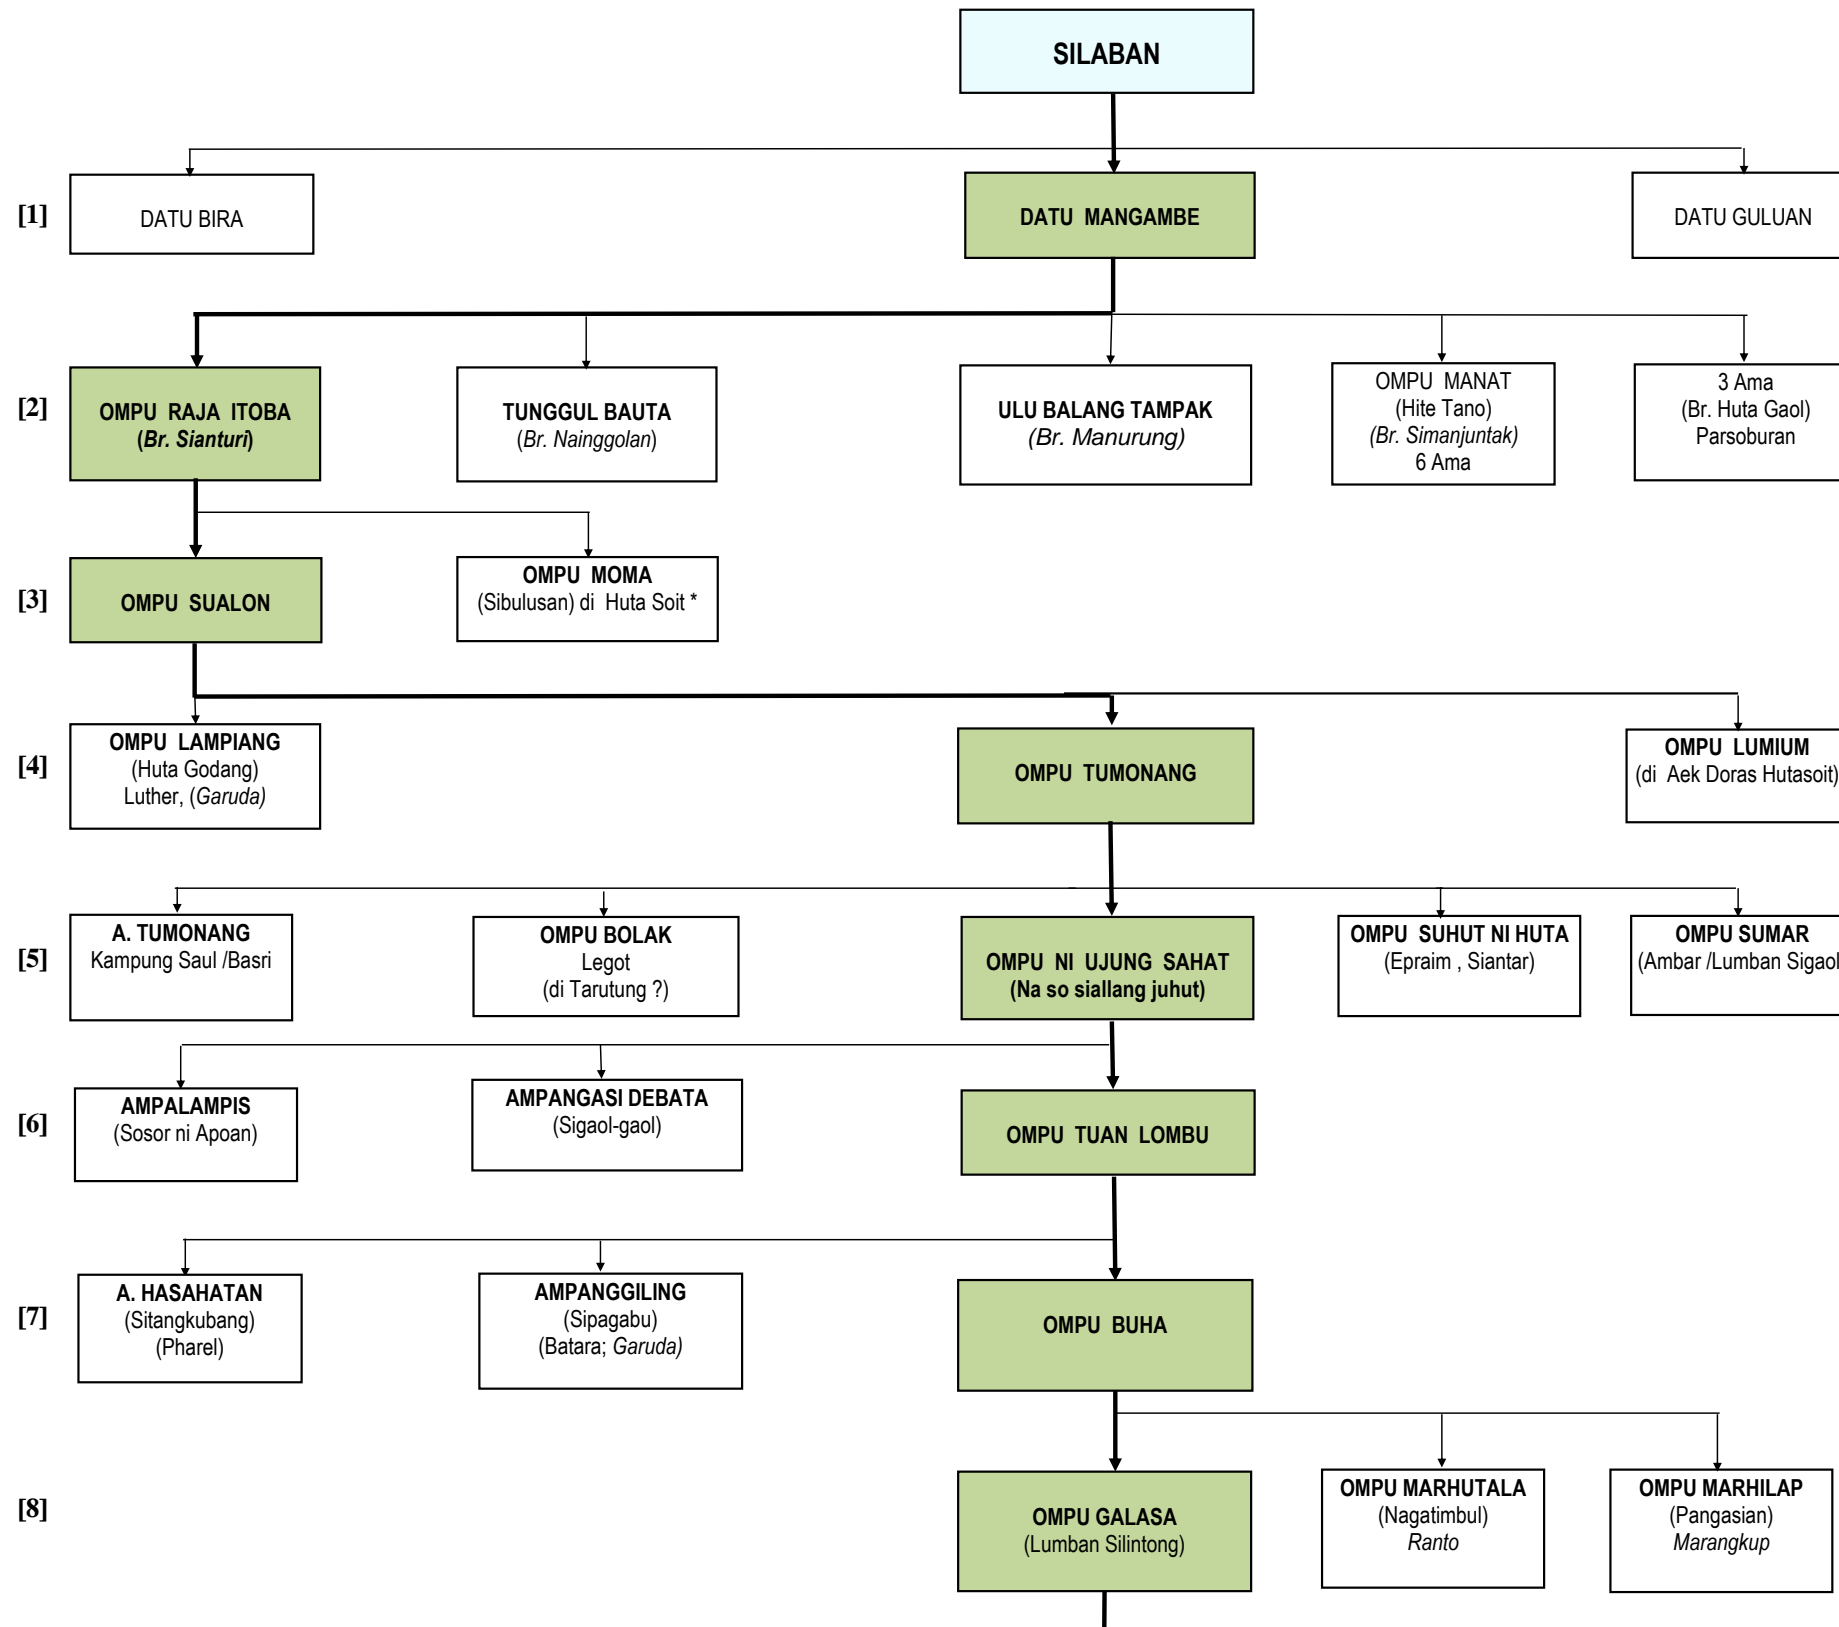 SILABAN
[1]
DATU BIRA
DATU MANGAMBE
DATU GULUAN
[2]
OMPU RAJA ITOBA
(Br. Sianturi)
TUNGGUL BAUTA
(Br. Nainggolan)
ULU BALANG TAMPAK
(Br. Manurung)
OMPU MANAT
(Hite Tano)
(Br. Simanjuntak)
6 Ama
3 Ama
(Br. Huta Gaol)
Parsoburan
[3]
OMPU SUALON
OMPU MOMA
(Sibulusan) di Huta Soit *
[4]
OMPU LAMPIANG
(Huta Godang)
Luther, (Garuda)
OMPU TUMONANG
OMPU LUMIUM
(di Aek Doras Hutasoit)
[5]
A. TUMONANG
Kampung Saul /Basri
OMPU BOLAK
Legot
(di Tarutung ?)
OMPU NI UJUNG SAHAT
(Na so siallang juhut)
OMPU SUHUT NI HUTA
(Epraim , Siantar)
OMPU SUMAR
(Ambar /Lumban Sigaol
[6]
AMPALAMPIS
(Sosor ni Apoan)
AMPANGASI DEBATA
(Sigaol-gaol)
OMPU TUAN LOMBU
[7]
A. HASAHATAN
(Sitangkubang)
(Pharel)
AMPANGGILING
(Sipagabu)
(Batara; Garuda)
OMPU BUHA
[8]
OMPU GALASA
(Lumban Silintong)
OMPU MARHUTALA
(Nagatimbul)
Ranto
OMPU MARHILAP
(Pangasian)
Marangkup